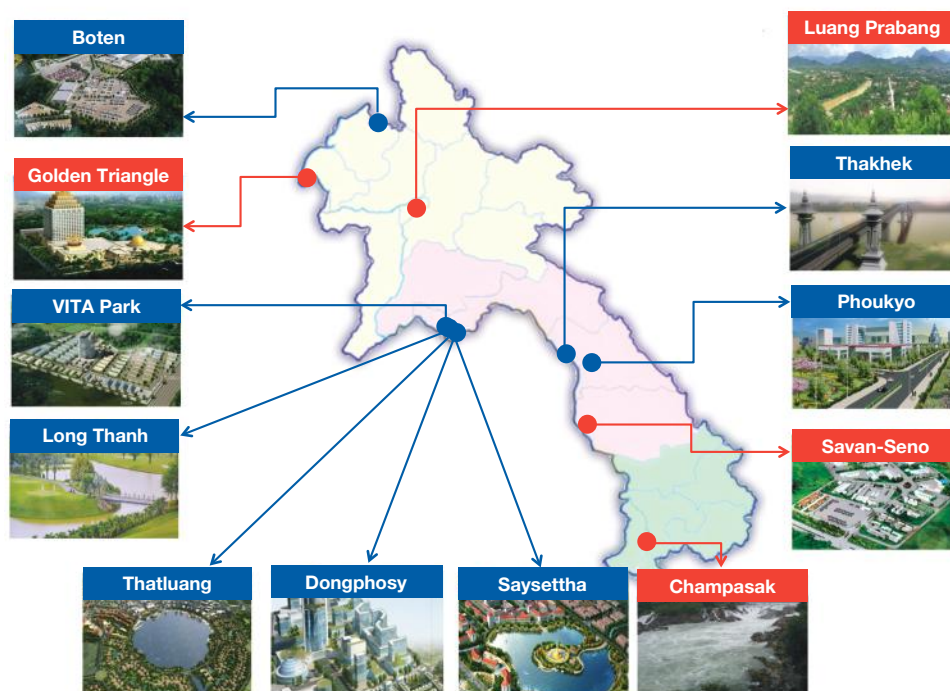 Boten
Luang Prabang
Golden Triangle
Thakhek
VITA Park
Phoukyo
Long Thanh
Savan-Seno
Thatluang
Dongphosy
Saysettha
Champasak